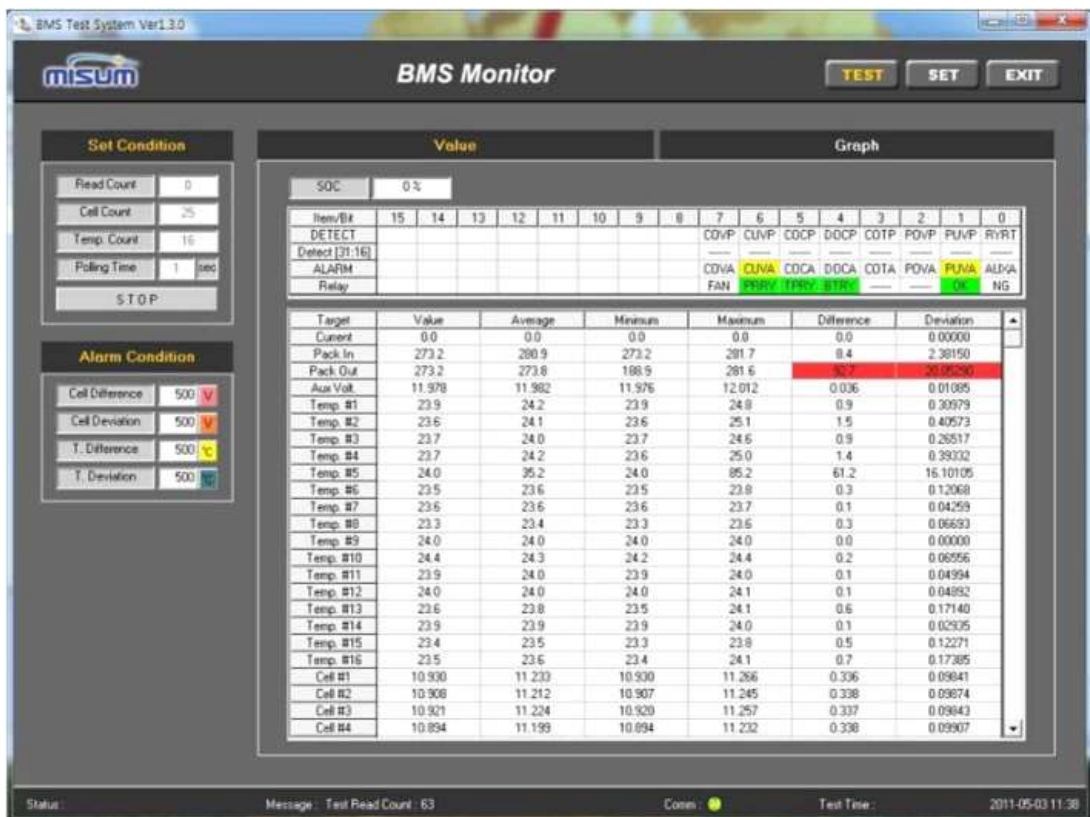 BMS Test System Ver1.3.0
misum
BMS Monitor
TEST SET EXIT
Set Condition
Read Count 0
Cell Count 25
Temp. Count 16
Polling Time 1 sec
STOP
Alarm Condition
Cell Difference 500 V
Cell Deviation 500 V
T. Difference 500 ℃
T. Deviation 500 ℃
Value Graph
SOC 0 %
Item/Bit 15 14 13 12 11 10 9 8 7 6 5 4 3 2 1 0
DETECT COVP CUVP COCP DOCP COTP POVP PUVP RYRT
Detect [31:16] ----- ----- ----- ----- ----- ----- ----- -----
ALARM COVA CUVA COCA DOCA COTA POVA PUVA AUXA
Relay FAN PRRY TPRY BTRY ----- ----- OK NG
Target Value Average Minimum Maximum Difference Deviation
Current 0.0 0.0 0.0 0.0 0.0 0.00000
Pack In 273.2 280.9 273.2 281.7 8.4 2.38150
Pack Out 273.2 273.8 188.9 281.6 92.7
Aux Volt. 11.978 11.982 11.976 12.012 0.036 0.01085
Temp. #1 23.9 24.2 23.9 24.8 0.9 0.30979
Temp. #2 23.6 24.1 23.6 25.1 1.5 0.40573
Temp. #3 23.7 24.0 23.7 24.6 0.9 0.26517
Temp. #4 23.7 24.2 23.6 25.0 1.4 0.39332
Temp. #5 24.0 35.2 24.0 85.2 61.2 16.10105
Temp. #6 23.5 23.6 23.5 23.8 0.3 0.12068
Temp. #7 23.6 23.6 23.6 23.7 0.1 0.04259
Temp. #8 23.3 23.4 23.3 23.6 0.3 0.06693
Temp. #9 24.0 24.0 24.0 24.0 0.0 0.00000
Temp. #10 24.4 24.3 24.2 24.4 0.2 0.06556
Temp. #11 23.9 24.0 23.9 24.0 0.1 0.04994
Temp. #12 24.0 24.0 24.0 24.1 0.1 0.04892
Temp. #13 23.6 23.8 23.5 24.1 0.6 0.17140
Temp. #14 23.9 23.9 23.9 24.0 0.1 0.02935
Temp. #15 23.4 23.5 23.3 23.8 0.5 0.12271
Temp. #16 23.5 23.6 23.4 24.1 0.7 0.17385
Cell #1 10.930 11.233 10.930 11.266 0.336 0.09841
Cell #2 10.908 11.212 10.907 11.245 0.338 0.09874
Cell #3 10.921 11.224 10.920 11.257 0.337 0.09843
Cell #4 10.894 11.199 10.894 11.232 0.338 0.09907
Status : Message : Test Read Count : 63 Comm : Test Time : 2011-05-03 11:38